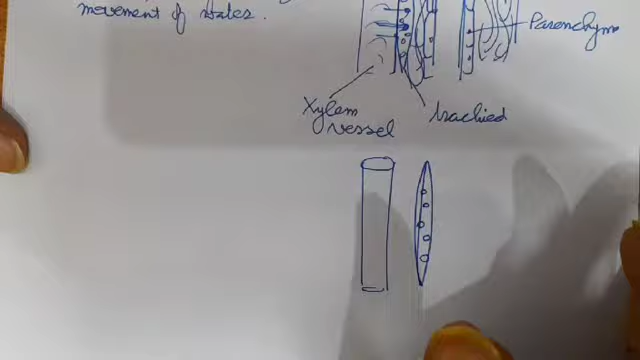 movement of water.
Parenchym
Xylem
vessel
trachied